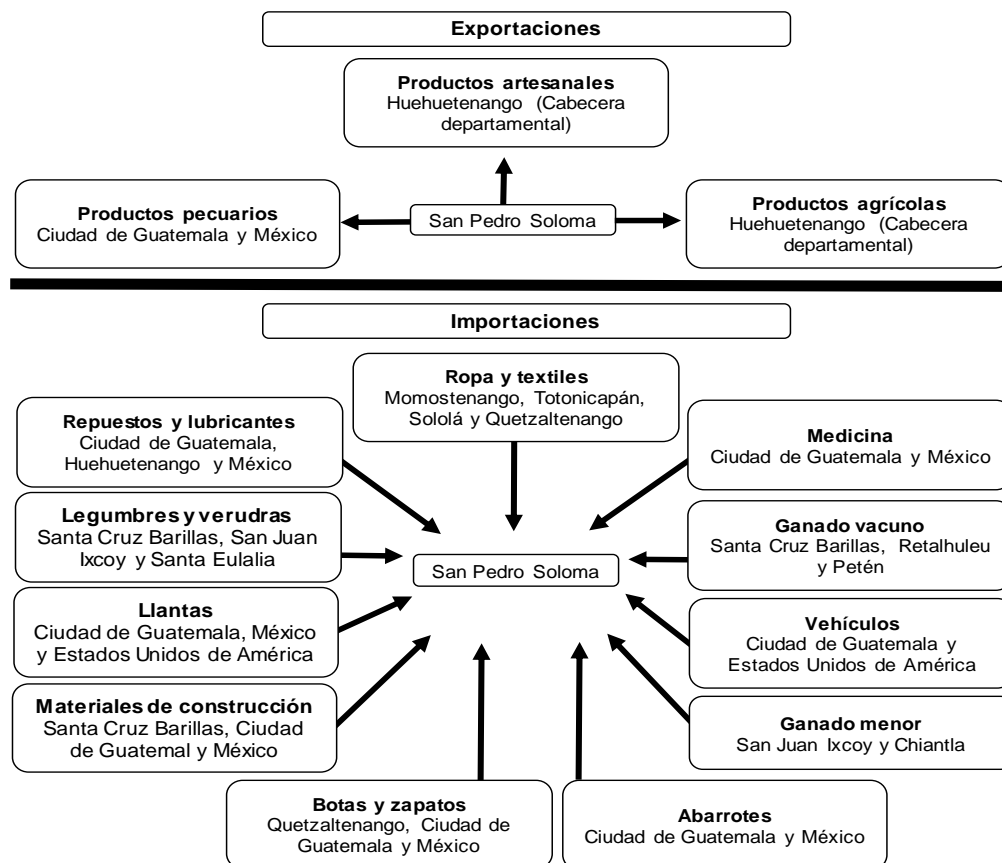 Exportaciones
Productos artesanales
Huehuetenango (Cabecera
departamental)
Productos pecuarios
Ciudad de Guatemala y México
San Pedro Soloma
Productos agrícolas
Huehuetenango (Cabecera
departamental)
Importaciones
Ropa y textiles
Momostenango, Totonicapán,
Sololá y Quetzaltenango
Repuestos y lubricantes
Ciudad de Guatemala,
Huehuetenango y México
Medicina
Ciudad de Guatemala y México
Legumbres y verudras
Santa Cruz Barillas, San Juan
Ixcoy y Santa Eulalia
San Pedro Soloma
Ganado vacuno
Santa Cruz Barillas, Retalhuleu
y Petén
Llantas
Ciudad de Guatemala, México
y Estados Unidos de América
Vehículos
Ciudad de Guatemala y
Estados Unidos de América
Materiales de construcción
Santa Cruz Barillas, Ciudad
de Guatemal y México
Ganado menor
San Juan Ixcoy y Chiantla
Botas y zapatos
Quetzaltenango, Ciudad de
Guatemala y México
Abarrotes
Ciudad de Guatemala y México